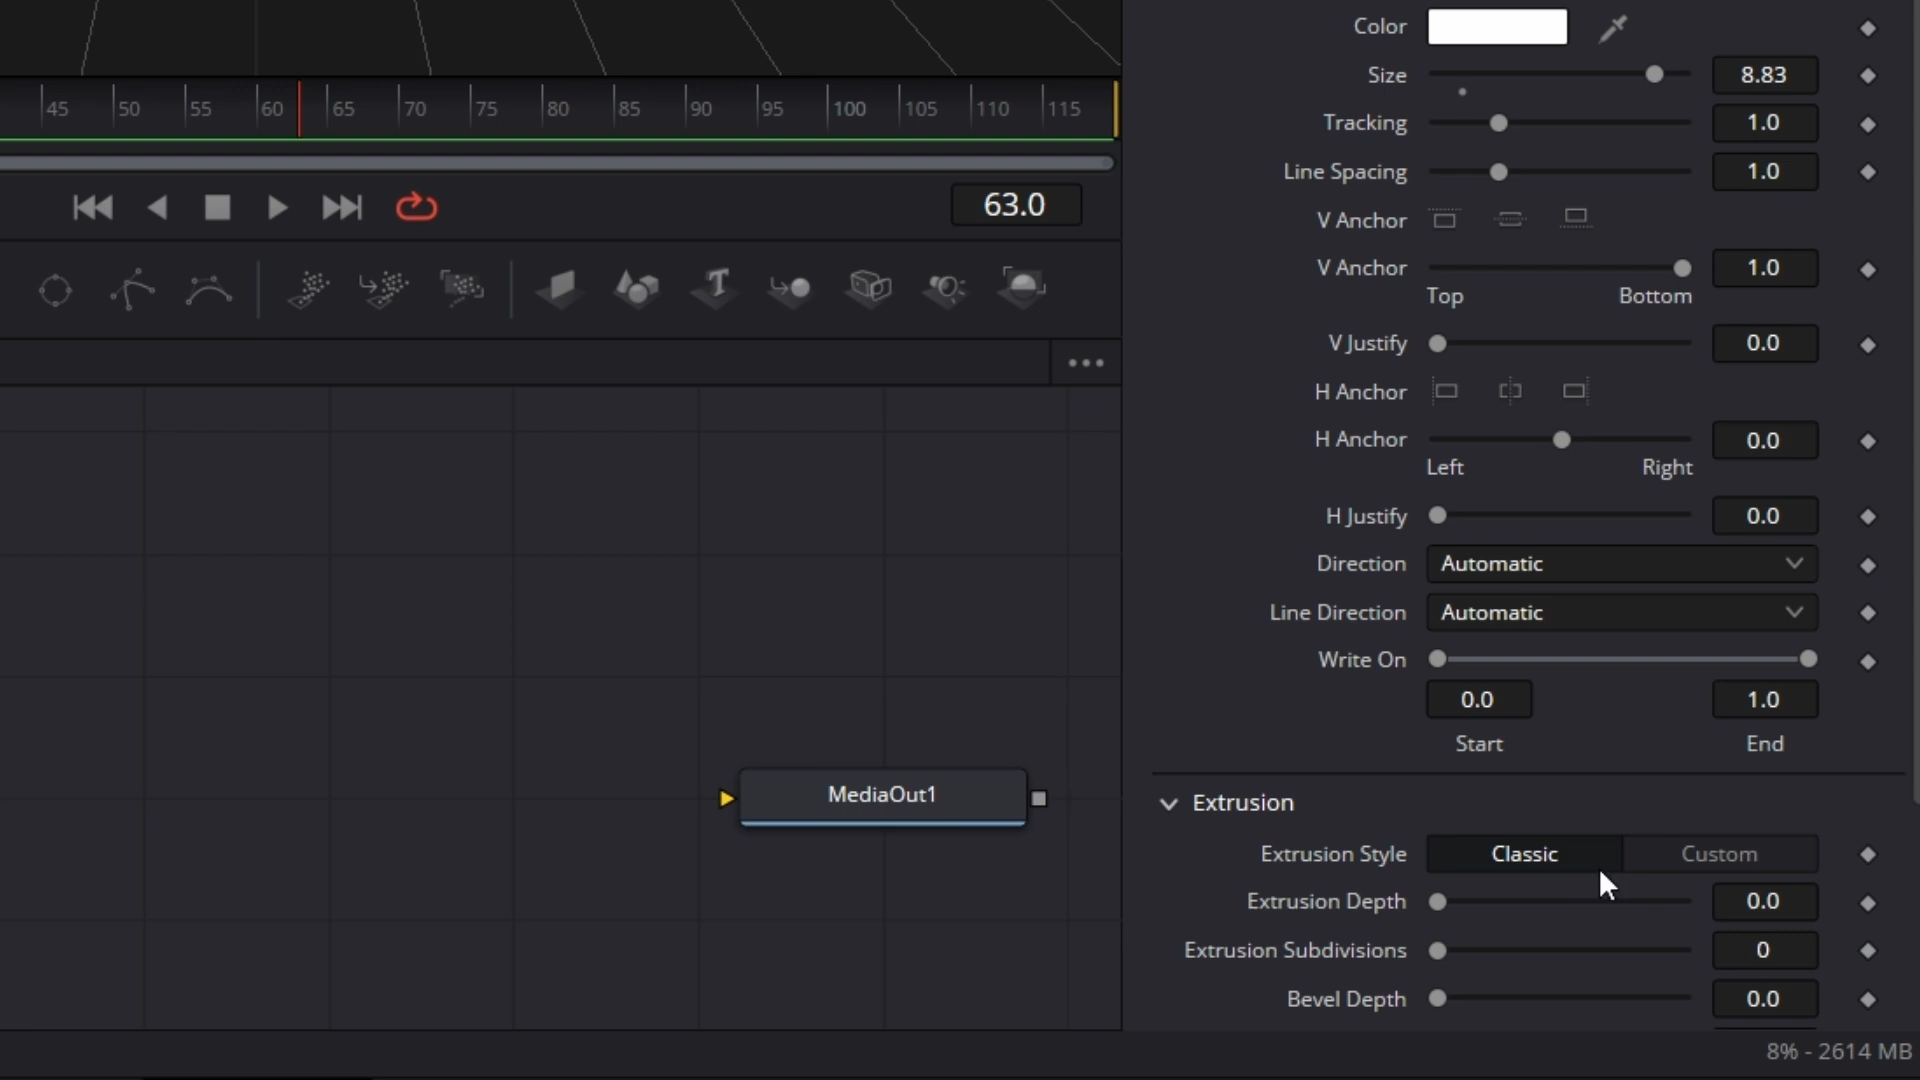 45 50 55 60 65 70 75 80 85 90 95 100 105 110 115
63.0
MediaOut1
Color
Size 8.83
Tracking 1.0
Line Spacing 1.0
V Anchor
V Anchor 1.0
Top Bottom
V Justify 0.0
H Anchor
H Anchor 0.0
Left Right
H Justify 0.0
Direction Automatic
Line Direction Automatic
Write On
0.0 1.0
Start End
Extrusion
Extrusion Style Classic Custom
Extrusion Depth 0.0
Extrusion Subdivisions 0
Bevel Depth 0.0
8% - 2614 MB